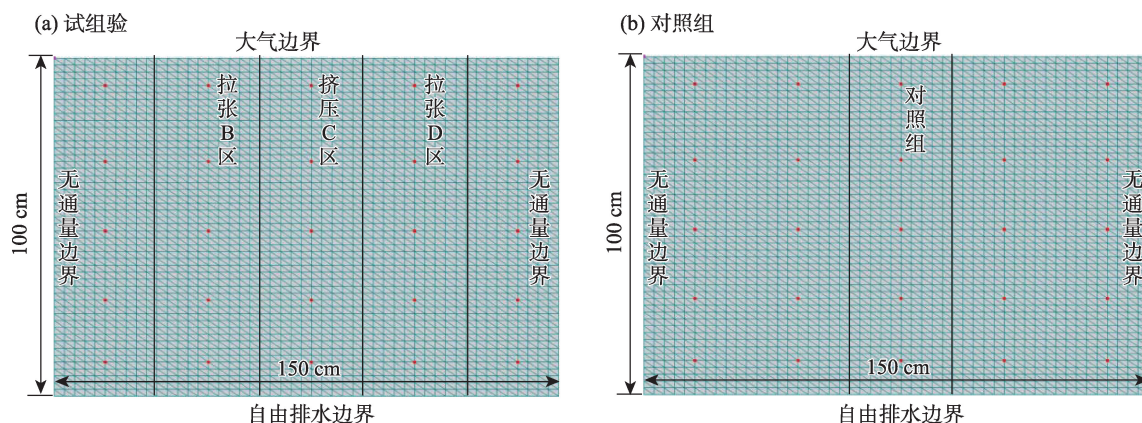 (a) 试组验
大气边界
拉张B区
挤压C区
拉张D区
无通量边界
无通量边界
100 cm
150 cm
自由排水边界
(b) 对照组
大气边界
对照组
无通量边界
无通量边界
100 cm
150 cm
自由排水边界